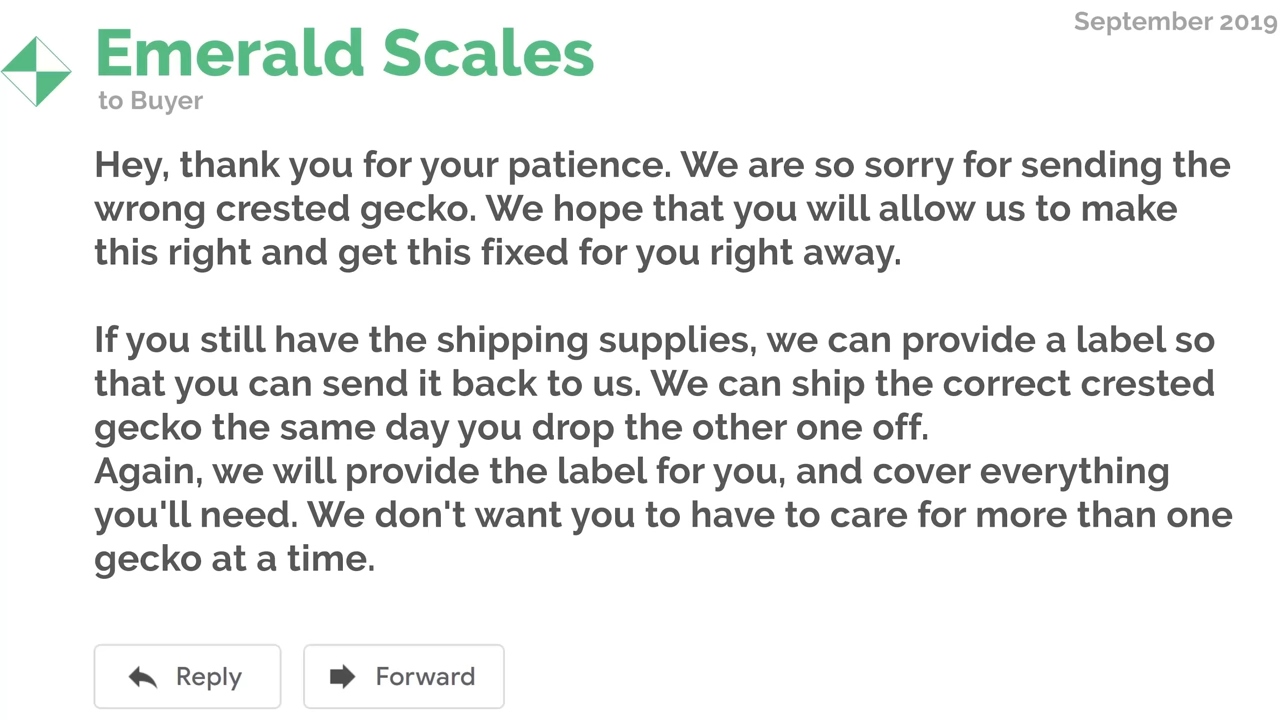 September 2019
Emerald Scales
to Buyer
Hey, thank you for your patience. We are so sorry for sending the
wrong crested gecko. We hope that you will allow us to make
this right and get this fixed for you right away.
If you still have the shipping supplies, we can provide a label so
that you can send it back to us. We can ship the correct crested
gecko the same day you drop the other one off.
Again, we will provide the label for you, and cover everything
you'll need. We don't want you to have to care for more than one
gecko at a time.
Reply
Forward